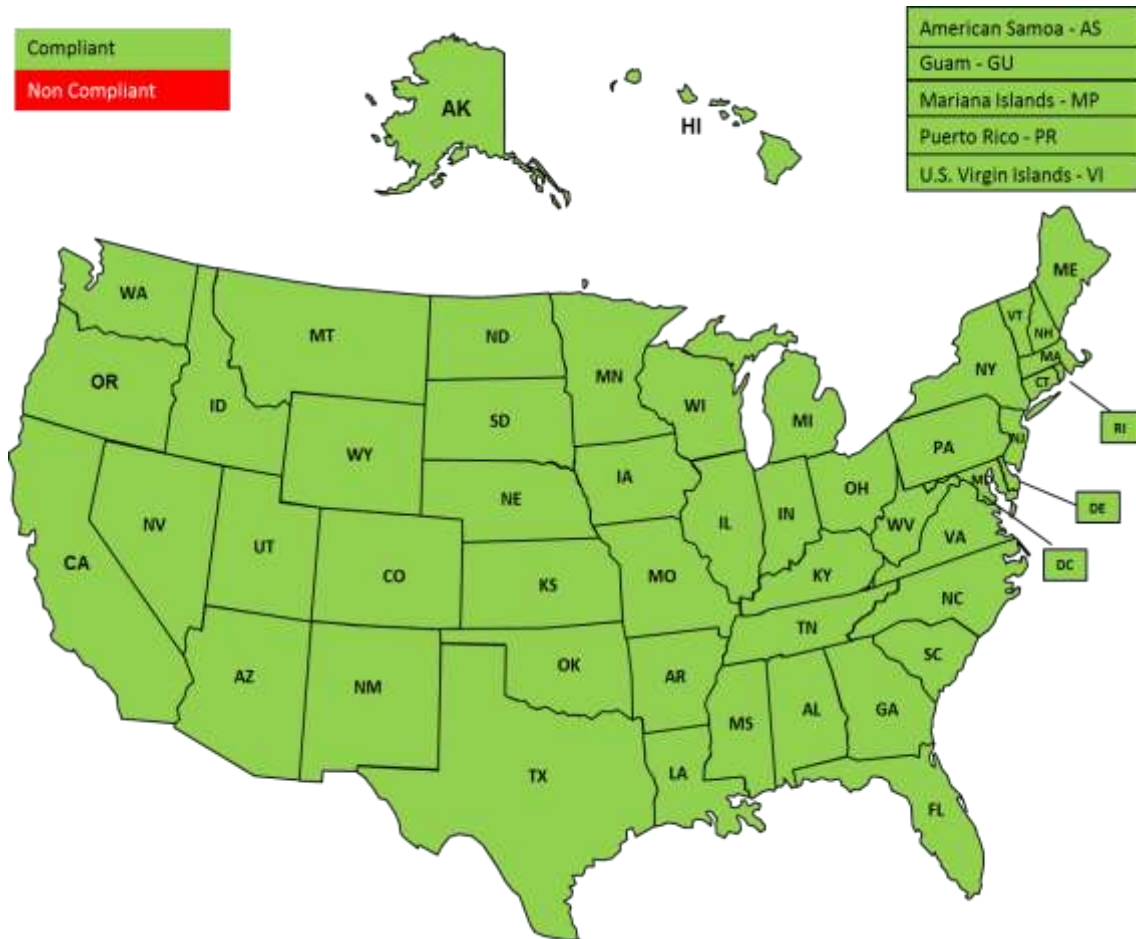 Compliant
Non Compliant
American Samoa - AS
Guam - GU
Mariana Islands - MP
Puerto Rico - PR
U.S. Virgin Islands - VI
AK
HI
WA
OR
CA
ID
NV
MT
WY
UT
AZ
CO
NM
ND
SD
NE
KS
OK
TX
MN
IA
MO
AR
LA
WI
IL
MI
IN
OH
KY
TN
MS
AL
GA
FL
SC
NC
VA
WV
PA
NY
VT
NH
ME
MA
CT
RI
NJ
DE
MD
DC